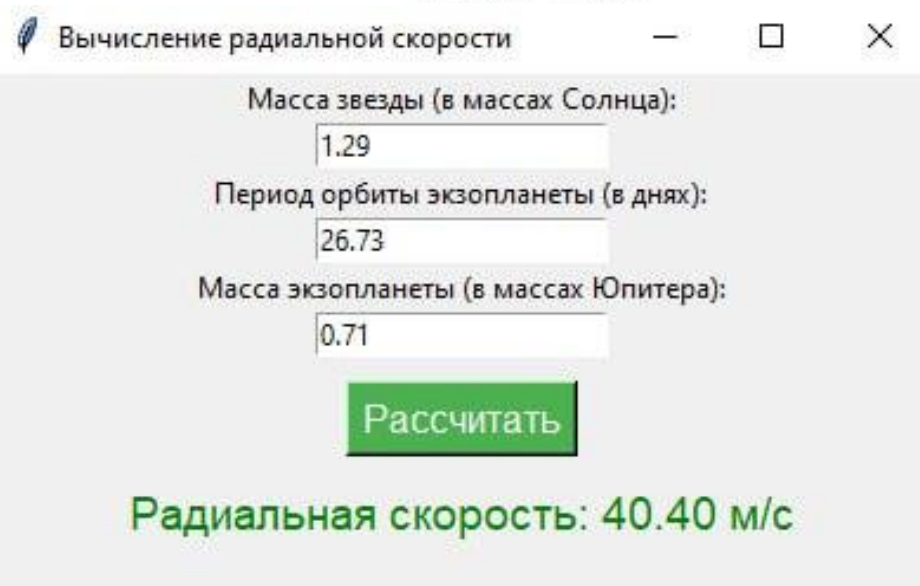 Вычисление радиальной скорости
Масса звезды (в массах Солнца):
1.29
Период орбиты экзопланеты (в днях):
26.73
Масса экзопланеты (в массах Юпитера):
0.71
Рассчитать
Радиальная скорость: 40.40 м/с